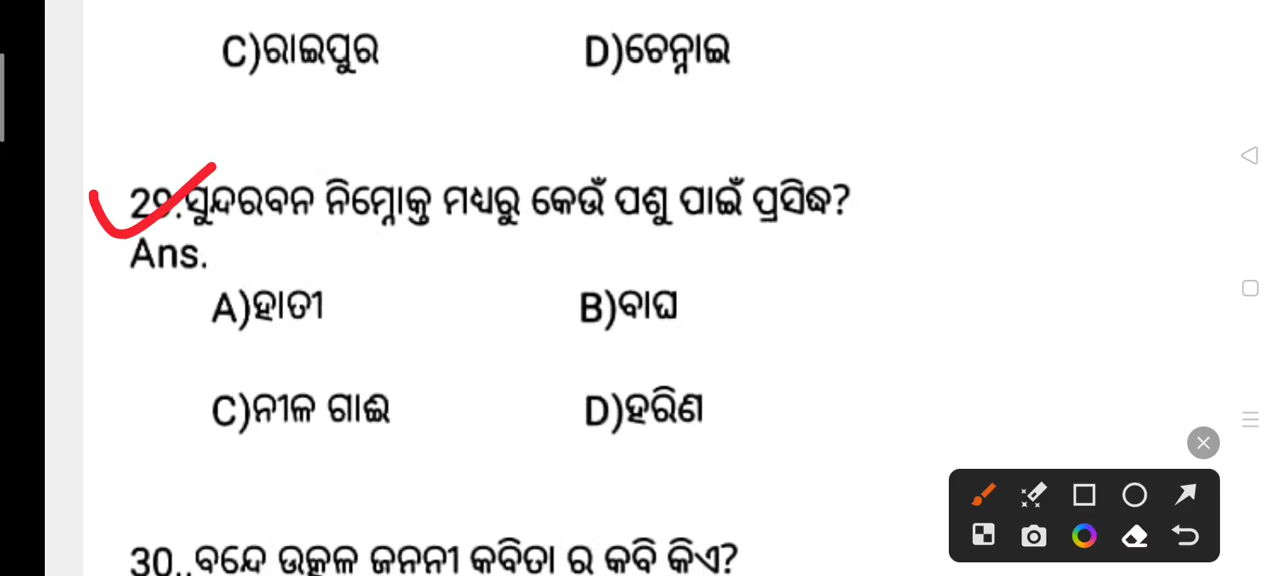 C)ରାଇପୁର D)ଚେନ୍ନାଇ
29.ସୁନ୍ଦରବନ ନିମ୍ନୋକ୍ତ ମଧ୍ୟରୁ କେଉଁ ପଶୁ ପାଇଁ ପ୍ରସିଦ୍ଧ?
Ans.
A)ହାତୀ B)ବାଘ
C)ନୀଳ ଗାଈ D)ହରିଣ
30..ବନ୍ଦେ ଉତ୍କଳ ଜନନୀ କବିତା ର କବି କିଏ?